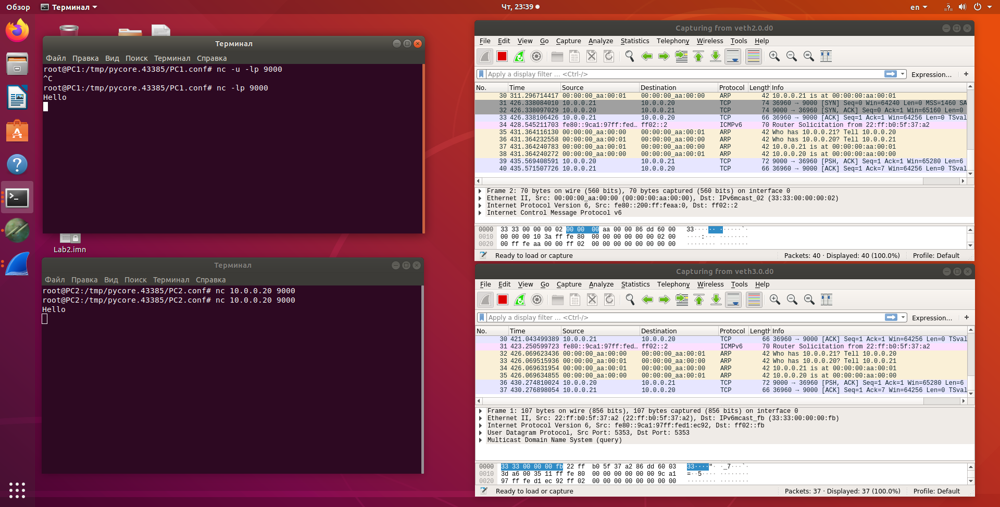 Обзор
Терминал
Чт, 23:39
en
Терминал
Файл Правка Вид Поиск Терминал Справка
root@PC1:/tmp/pycore.43385/PC1.conf# nc -u -lp 9000
^C
root@PC1:/tmp/pycore.43385/PC1.conf# nc -lp 9000
Hello
Lab2.imn
Терминал
Файл Правка Вид Поиск Терминал Справка
root@PC2:/tmp/pycore.43385/PC2.conf# nc 10.0.0.20 9000
root@PC2:/tmp/pycore.43385/PC2.conf# nc 10.0.0.20 9000
Hello
Capturing from veth2.0.d0
File Edit View Go Capture Analyze Statistics Telephony Wireless Tools Help
Apply a display filter ... <Ctrl-/> Expression... +
No. Time Source Destination Protocol Length Info
30 311.296714417 00:00:00_aa:00:01 00:00:00_aa:00:00 ARP 42 10.0.0.21 is at 00:00:00:aa:00:01
31 426.338084010 10.0.0.21 10.0.0.20 TCP 74 36960 → 9000 [SYN] Seq=0 Win=64240 Len=0 MSS=1460 SA
32 426.338097029 10.0.0.20 10.0.0.21 TCP 74 9000 → 36960 [SYN, ACK] Seq=0 Ack=1 Win=65160 Len=0
33 426.338106426 10.0.0.21 10.0.0.20 TCP 66 36960 → 9000 [ACK] Seq=1 Ack=1 Win=64256 Len=0 TSval
34 428.545211703 fe80::9ca1:97ff:fed... ff02::2 ICMPv6 70 Router Solicitation from 22:ff:b0:5f:37:a2
35 431.364116130 00:00:00_aa:00:00 00:00:00_aa:00:01 ARP 42 Who has 10.0.0.21? Tell 10.0.0.20
36 431.364232558 00:00:00_aa:00:01 00:00:00_aa:00:00 ARP 42 Who has 10.0.0.20? Tell 10.0.0.21
37 431.364240783 00:00:00_aa:00:01 00:00:00_aa:00:00 ARP 42 10.0.0.21 is at 00:00:00:aa:00:01
38 431.364240272 00:00:00_aa:00:00 00:00:00_aa:00:01 ARP 42 10.0.0.20 is at 00:00:00:aa:00:00
39 435.569408591 10.0.0.20 10.0.0.21 TCP 72 9000 → 36960 [PSH, ACK] Seq=1 Ack=1 Win=65280 Len=6
40 435.571507726 10.0.0.21 10.0.0.20 TCP 66 36960 → 9000 [ACK] Seq=1 Ack=7 Win=64256 Len=0 TSval
Frame 2: 70 bytes on wire (560 bits), 70 bytes captured (560 bits) on interface 0
Ethernet II, Src: 00:00:00_aa:00:00 (00:00:00:aa:00:00), Dst: IPv6mcast_02 (33:33:00:00:00:02)
Internet Protocol Version 6, Src: fe80::200:ff:feaa:0, Dst: ff02::2
Internet Control Message Protocol v6
0000 33 33 00 00 00 02 00 00 00 00 aa 00 00 86 dd 60 00 33···· ·· ·····`·
0010 00 00 00 10 3a ff fe 80 00 00 00 00 00 00 02 00 ····:··· ········
0020 00 ff fe aa 00 00 ff 02 00 00 00 00 00 00 00 00 ········ ········
Ready to load or capture Packets: 40 · Displayed: 40 (100.0%) Profile: Default
Capturing from veth3.0.d0
File Edit View Go Capture Analyze Statistics Telephony Wireless Tools Help
Apply a display filter ... <Ctrl-/> Expression... +
No. Time Source Destination Protocol Length Info
30 421.043499389 10.0.0.21 10.0.0.20 TCP 66 36960 → 9000 [ACK] Seq=1 Ack=1 Win=64256 Len=0 TSval
31 423.250599723 fe80::9ca1:97ff:fed... ff02::2 ICMPv6 70 Router Solicitation from 22:ff:b0:5f:37:a2
32 426.069623436 00:00:00_aa:00:00 00:00:00_aa:00:01 ARP 42 Who has 10.0.0.21? Tell 10.0.0.20
33 426.069515936 00:00:00_aa:00:01 00:00:00_aa:00:00 ARP 42 Who has 10.0.0.20? Tell 10.0.0.21
34 426.069631954 00:00:00_aa:00:01 00:00:00_aa:00:00 ARP 42 10.0.0.21 is at 00:00:00:aa:00:01
35 426.069634855 00:00:00_aa:00:00 00:00:00_aa:00:01 ARP 42 10.0.0.20 is at 00:00:00:aa:00:00
36 430.274810024 10.0.0.20 10.0.0.21 TCP 72 9000 → 36960 [PSH, ACK] Seq=1 Ack=1 Win=65280 Len=6
37 430.276898054 10.0.0.21 10.0.0.20 TCP 66 36960 → 9000 [ACK] Seq=1 Ack=7 Win=64256 Len=0 TSval
Frame 1: 107 bytes on wire (856 bits), 107 bytes captured (856 bits) on interface 0
Ethernet II, Src: 22:ff:b0:5f:37:a2 (22:ff:b0:5f:37:a2), Dst: IPv6mcast_fb (33:33:00:00:00:fb)
Internet Protocol Version 6, Src: fe80::9ca1:97ff:fed1:ec92, Dst: ff02::fb
User Datagram Protocol, Src Port: 5353, Dst Port: 5353
Multicast Domain Name System (query)
0000 33 33 00 00 00 fb 22 ff b0 5f 37 a2 86 dd 60 03 33····"· ·_7···`·
0010 3d a6 00 35 11 ff fe 80 00 00 00 00 00 00 9c a1 =··5···· ········
0020 97 ff fe d1 ec 92 ff 02 00 00 00 00 00 00 00 00 ········ ········
Ready to load or capture Packets: 37 · Displayed: 37 (100.0%) Profile: Default